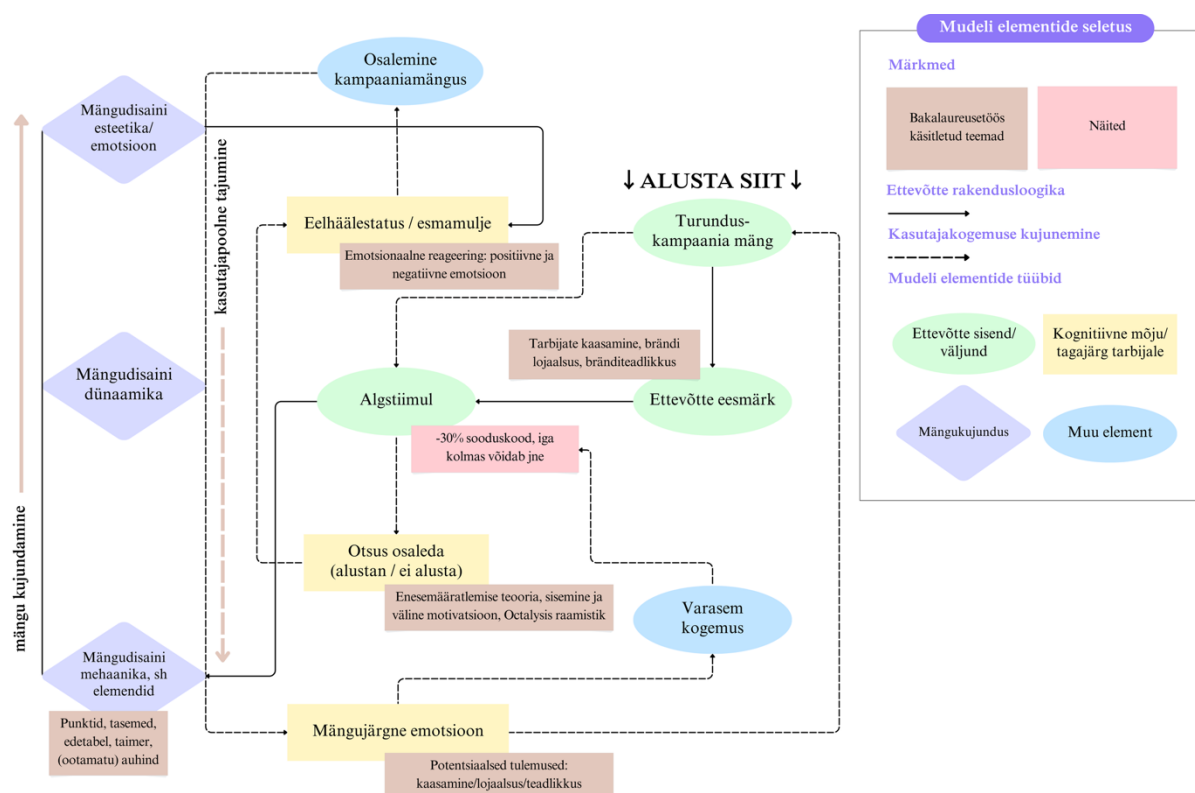 Osalemine
kampaaniamängus
Mängudisaini
esteetika/
emotsioon
↓ ALUSTA SIIT ↓
Eelhäälestatus / esmamulje
Emotsionaalne reageering: positiivne ja
negatiivne emotsioon
Turundus-
kampaania mäng
kasutajapoolne tajumine
mängu kujundamine
Tarbijate kaasamine, brändi
lojaalsus, bränditeadlikkus
Mängudisaini
dünaamika
Algstiimul
Ettevõtte eesmärk
-30% sooduskood, iga
kolmas võidab jne
Otsus osaleda
(alustan / ei alusta)
Enesemääratlemise teooria, sisemine ja
väline motivatsioon, Octalysis raamistik
Varasem
kogemus
Mängudisaini
mehaanika, sh
elemendid
Punktid, tasemed,
edetabel, taimer,
(ootamatu) auhind
Mängujärgne emotsioon
Potentsiaalsed tulemused:
kaasamine/lojaalsus/teadlikkus
Mudeli elementide seletus
Märkmed
Bakalaureusetöös
käsitletud teemad
Näited
Ettevõtte rakendusloogika
Kasutajakogemuse kujunemine
Mudeli elementide tüübid
Ettevõtte sisend/
väljund
Kognitiivne mõju/
tagajärg tarbijale
Mängukujundus
Muu element